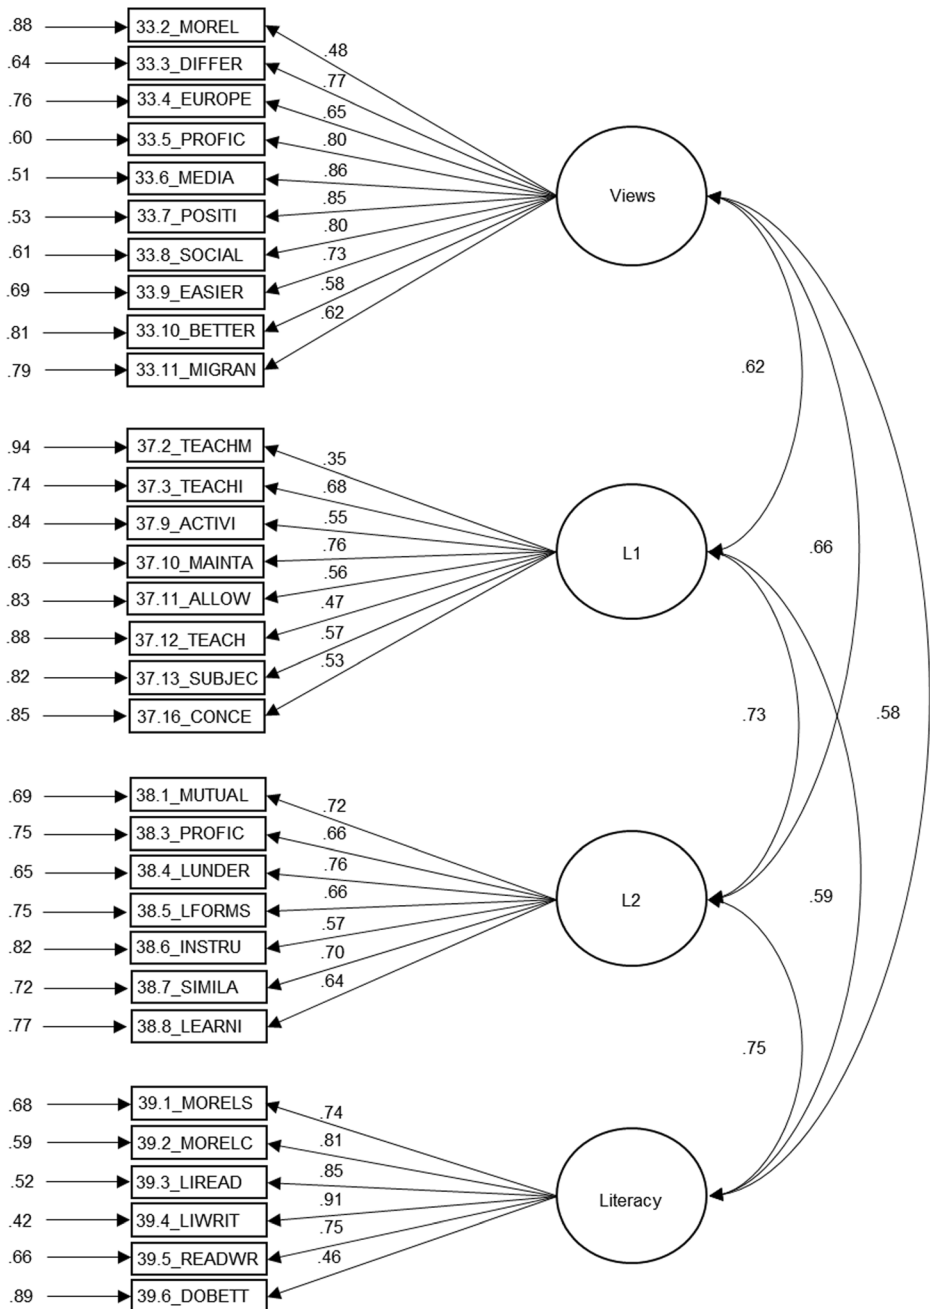 .88 33.2_MOREL .48
.64 33.3_DIFFER .77
.76 33.4_EUROPE .65
.60 33.5_PROFIC .80
.51 33.6_MEDIA .86
.53 33.7_POSITI .85
.61 33.8_SOCIAL .80
.69 33.9_EASIER .73
.81 33.10_BETTER .58
.79 33.11_MIGRAN .62
Views
.62
.94 37.2_TEACHM .35
.74 37.3_TEACHI .68
.84 37.9_ACTIVI .55
.65 37.10_MAINTA .76
.83 37.11_ALLOW .56
.88 37.12_TEACH .47
.82 37.13_SUBJEC .57
.85 37.16_CONCE .53
L1
.66
.73
.58
.69 38.1_MUTUAL .72
.75 38.3_PROFIC .66
.65 38.4_LUNDER .76
.75 38.5_LFORMS .66
.82 38.6_INSTRU .57
.72 38.7_SIMILA .70
.77 38.8_LEARNI .64
L2
.59
.75
.68 39.1_MORELS .74
.59 39.2_MORELC .81
.52 39.3_LIREAD .85
.42 39.4_LIWRIT .91
.66 39.5_READWR .75
.89 39.6_DOBETT .46
Literacy